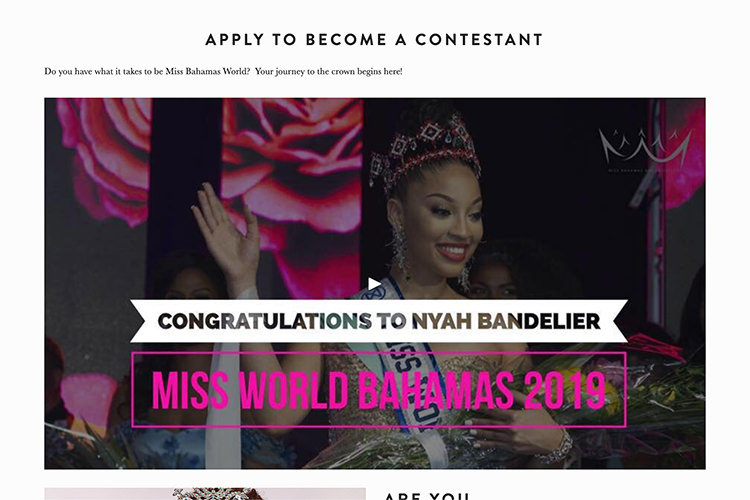 APPLY TO BECOME A CONTESTANT
Do you have what it takes to be Miss Bahamas World? Your journey to the crown begins here!
CONGRATULATIONS TO NYAH BANDELIER
MISS WORLD BAHAMAS 2019
ARE YOU